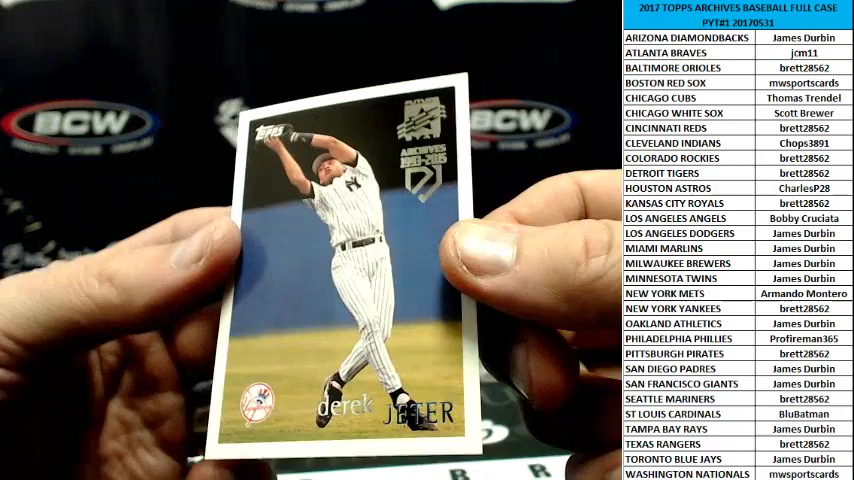 2017 TOPPS ARCHIVES BASEBALL FULL CASE
PYT#1 20170531
ARIZONA DIAMONDBACKS James Durbin
ATLANTA BRAVES jcm11
BALTIMORE ORIOLES brett28562
BOSTON RED SOX mwsportscards
CHICAGO CUBS Thomas Trendel
CHICAGO WHITE SOX Scott Brewer
CINCINNATI REDS brett28562
CLEVELAND INDIANS Chops3891
COLORADO ROCKIES brett28562
DETROIT TIGERS brett28562
HOUSTON ASTROS CharlesP28
KANSAS CITY ROYALS brett28562
LOS ANGELES ANGELS Bobby Cruciata
LOS ANGELES DODGERS James Durbin
MIAMI MARLINS James Durbin
MILWAUKEE BREWERS James Durbin
MINNESOTA TWINS James Durbin
NEW YORK METS Armando Montero
NEW YORK YANKEES brett28562
OAKLAND ATHLETICS James Durbin
PHILADELPHIA PHILLIES Profireman365
PITTSBURGH PIRATES brett28562
SAN DIEGO PADRES James Durbin
SAN FRANCISCO GIANTS James Durbin
SEATTLE MARINERS brett28562
ST LOUIS CARDINALS BluBatman
TAMPA BAY RAYS James Durbin
TEXAS RANGERS brett28562
TORONTO BLUE JAYS James Durbin
WASHINGTON NATIONALS mwsportscards
BCW
BCW
Topps
FUTURE
ARCHIVES
1993-2015
derek JETER
B R